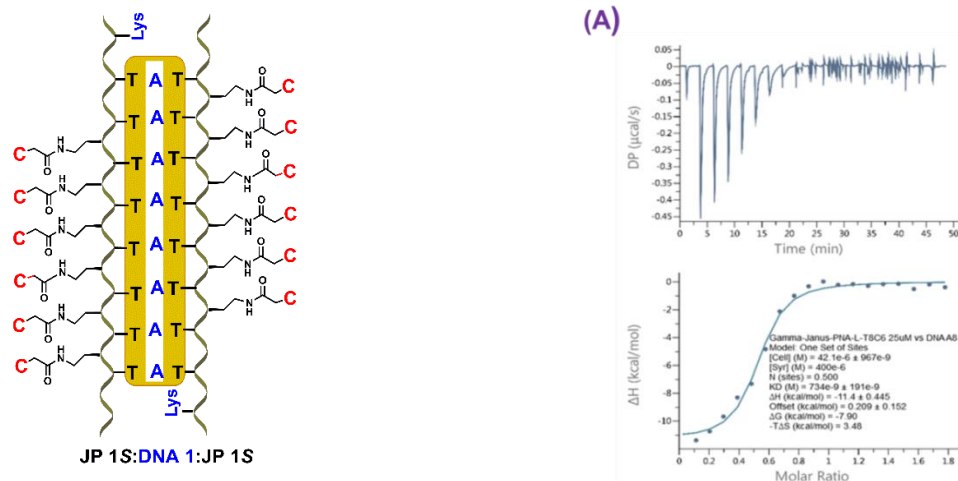 Lys
T A T N H O C
T A T N H O C
C O N H T A T N H O C
C O N H T A T N H O C
C O N H T A T N H O C
C O N H T A T N H O C
C O N H T A T
C O N H T A T
Lys
JP 1S:DNA 1:JP 1S
(A)
DP (µcal/s)
0.05
0
-0.05
-0.1
-0.15
-0.2
-0.25
-0.3
-0.35
-0.4
-0.45
0 5 10 15 20 25 30 35 40 45 50
Time (min)
ΔH (kcal/mol)
0
-2
-4
-6
-8
-10
Gamma-Janus-PNA-L-T8C6 25uM vs DNAA8
Model: One Set of Sites
[Cell] (M) = 42.1e-6 ± 967e-9
[Syr] (M) = 400e-6
N (sites) = 0.500
KD (M) = 734e-9 ± 191e-9
ΔH (kcal/mol) = -11.4 ± 0.445
Offset (kcal/mol) = 0.209 ± 0.152
ΔG (kcal/mol) = -7.90
-TΔS (kcal/mol) = 3.48
0 0.2 0.4 0.6 0.8 1 1.2 1.4 1.6 1.8
Molar Ratio